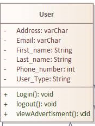 User
- Address: varChar
- Email: varChar
- First_name: String
- Last_name: String
- Phone_number: int
- User_Type: String
+ Login(): void
+ logout(): void
+ viewAdvertisment(): void